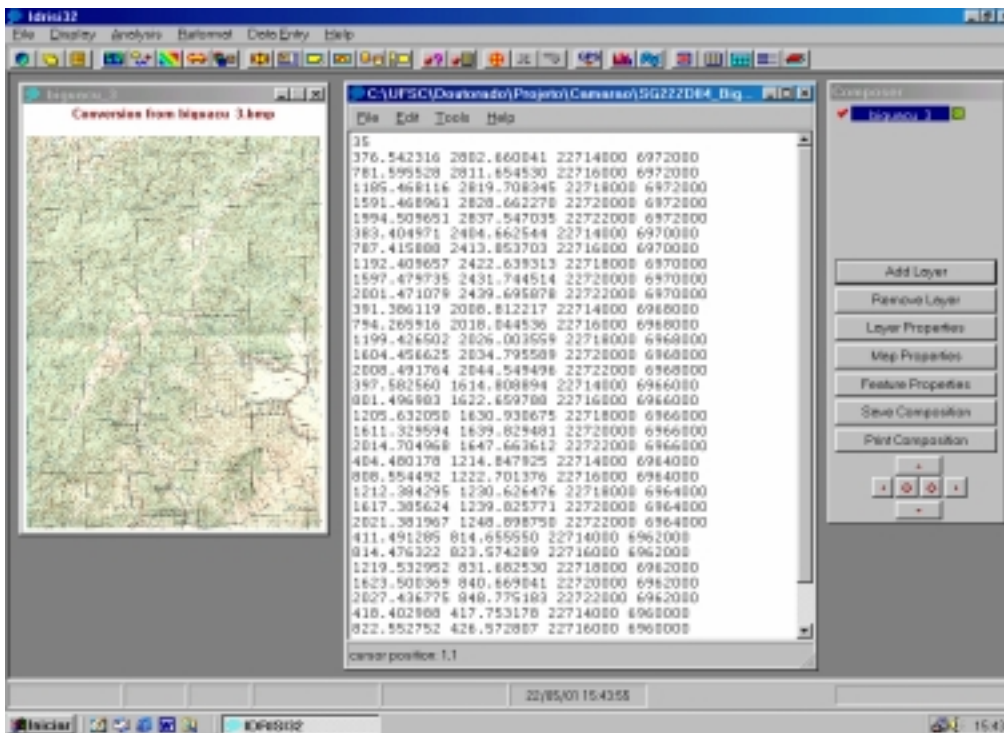 Idrisi32
File Display Analysis Reformat Data Entry Help
biguacu_3
Conversion from biguacu 3.bmp
C:\UFSC\Doutorado\Projeto\Camarao\SG22ZD84_Big...
File Edit Tools Help
35
376.542316 2802.660041 22714000 6972000
781.595528 2811.654530 22716000 6972000
1185.468116 2819.708345 22718000 6972000
1591.468961 2828.662270 22720000 6972000
1994.509651 2837.547035 22722000 6972000
383.404971 2404.662544 22714000 6970000
787.415888 2413.853703 22716000 6970000
1192.409657 2422.639313 22718000 6970000
1597.479735 2431.744514 22720000 6970000
2001.471079 2439.695878 22722000 6970000
391.386119 2008.812217 22714000 6968000
794.265916 2018.044536 22716000 6968000
1199.426502 2026.003559 22718000 6968000
1604.456625 2034.795589 22720000 6968000
2008.491764 2044.549496 22722000 6968000
397.582560 1614.808894 22714000 6966000
801.496983 1622.659788 22716000 6966000
1205.632050 1630.930675 22718000 6966000
1611.329594 1639.829481 22720000 6966000
2014.704968 1647.663612 22722000 6966000
404.480178 1214.847925 22714000 6964000
808.554492 1222.701376 22716000 6964000
1212.384295 1230.626476 22718000 6964000
1617.385624 1239.825771 22720000 6964000
2021.381967 1248.898750 22722000 6964000
411.491285 814.655550 22714000 6962000
814.476322 823.574289 22716000 6962000
1219.532952 831.682530 22718000 6962000
1623.500369 840.669041 22720000 6962000
2027.436775 848.775183 22722000 6962000
418.402988 417.753178 22714000 6960000
822.552752 426.572807 22716000 6960000
cursor position: 1,1
Composer
biguacu_3
Add Layer
Remove Layer
Layer Properties
Map Properties
Feature Properties
Save Composition
Print Composition
22/05/01 15:43:55
Iniciar
IDRISI32
15:43